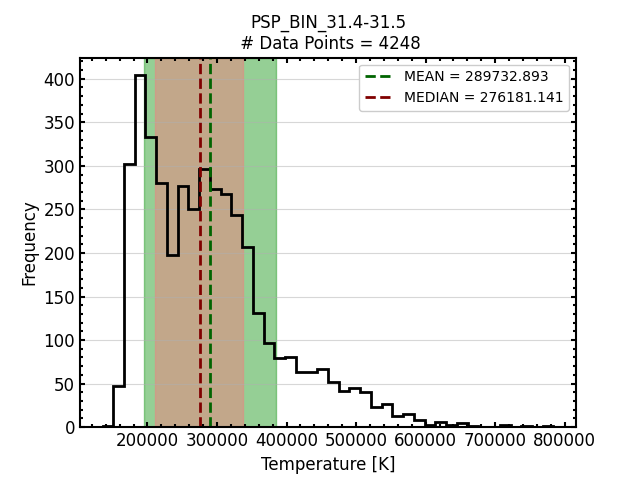 PSP_BIN_31.4-31.5
# Data Points = 4248
MEAN = 289732.893
MEDIAN = 276181.141
400
350
300
250
200
150
100
50
0
Frequency
200000 300000 400000 500000 600000 700000 800000
Temperature [K]